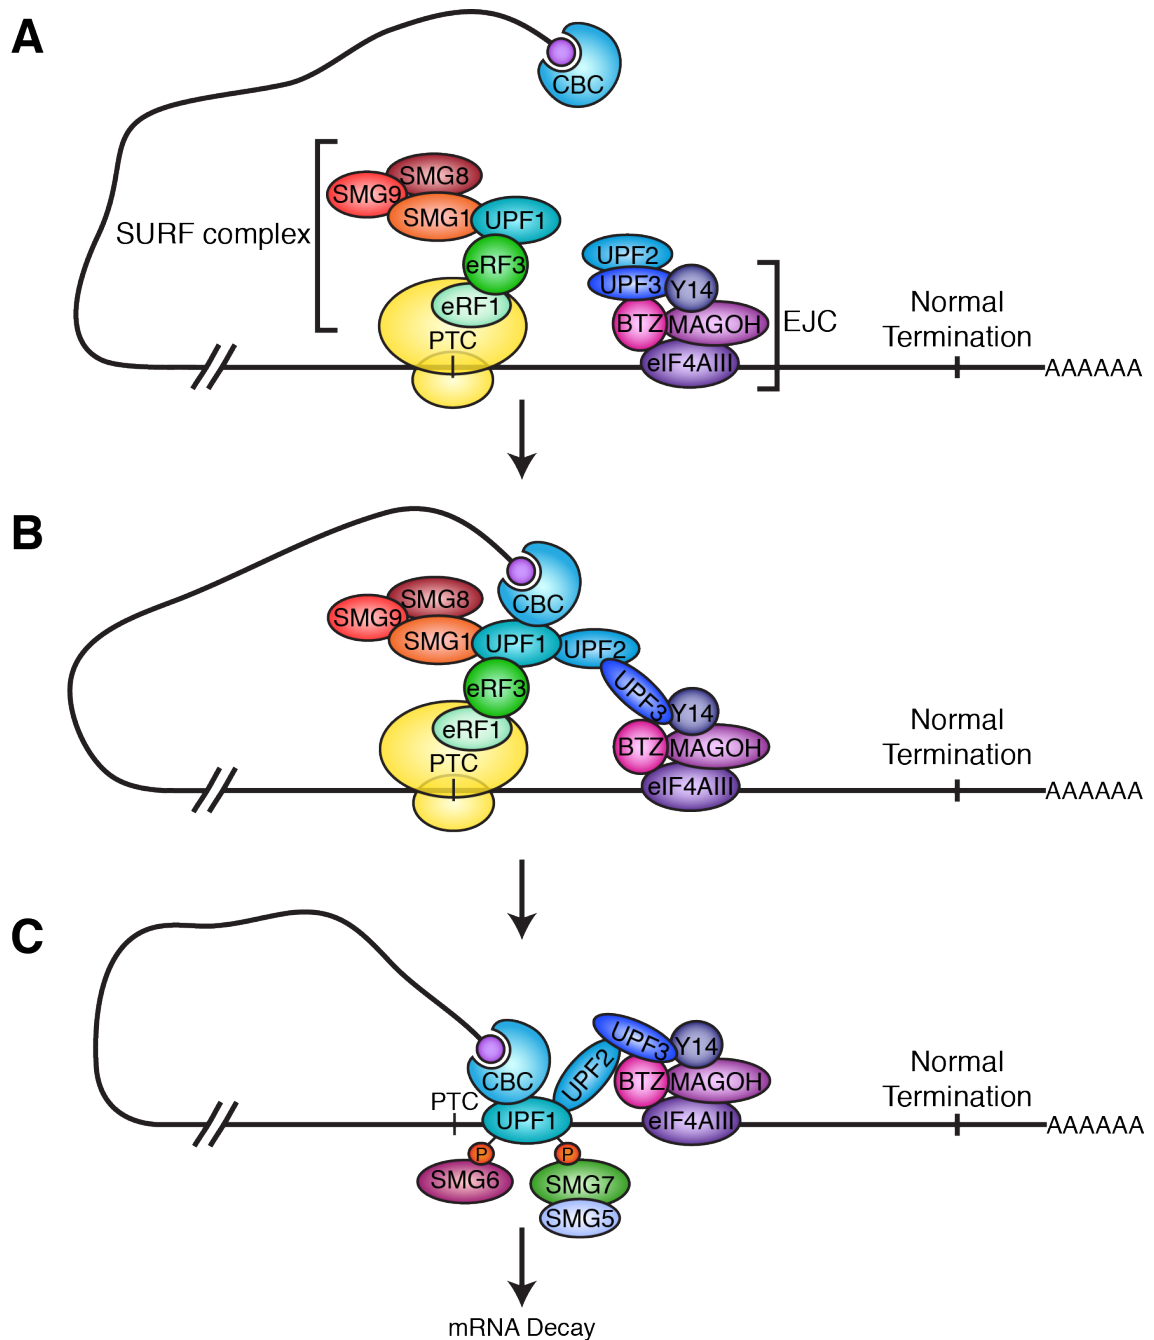 A
CBC
SMG8
SMG9
SMG1
UPF1
SURF complex
eRF3
UPF2
UPF3
Y14
eRF1
BTZ
MAGOH
EJC
Normal
Termination
PTC
eIF4AIII
AAAAAA
B
CBC
SMG8
SMG9
SMG1
UPF1
UPF2
eRF3
UPF3
Y14
eRF1
BTZ
MAGOH
Normal
Termination
PTC
eIF4AIII
AAAAAA
C
UPF3
Y14
CBC
UPF2
BTZ
MAGOH
Normal
Termination
PTC
UPF1
eIF4AIII
AAAAAA
P
P
SMG6
SMG7
SMG5
mRNA Decay